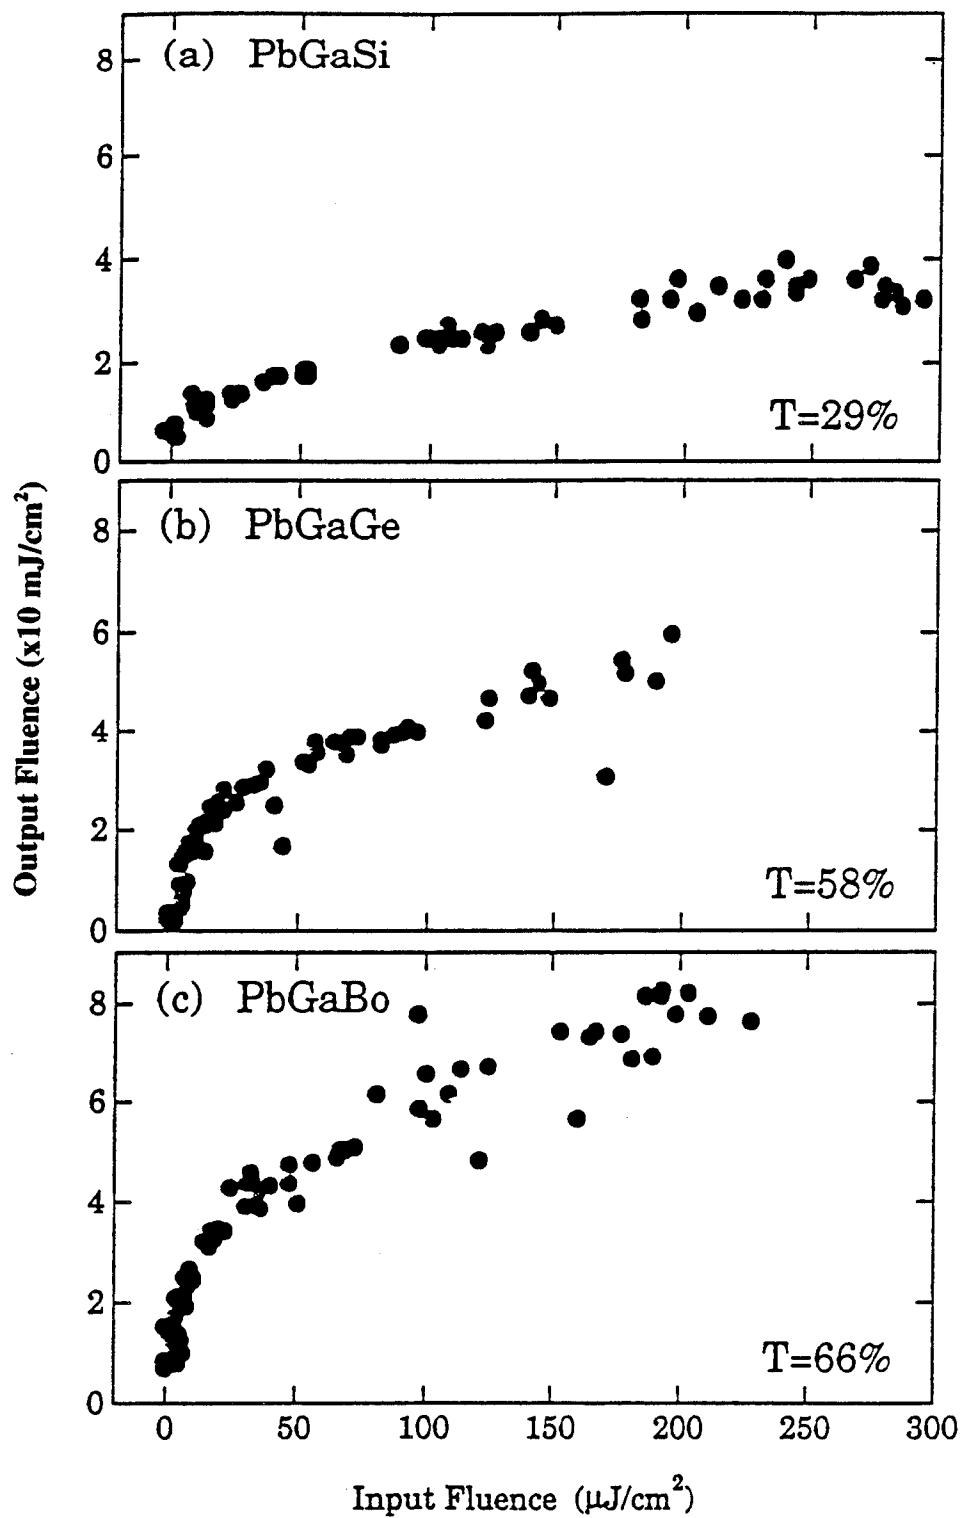 (a) PbGaSi
8
6
4
2
0
T=29%
(b) PbGaGe
8
6
4
2
0
T=58%
(c) PbGaBo
8
6
4
2
0
T=66%
0 50 100 150 200 250 300
Output Fluence (x10 mJ/cm²)
Input Fluence (μJ/cm²)